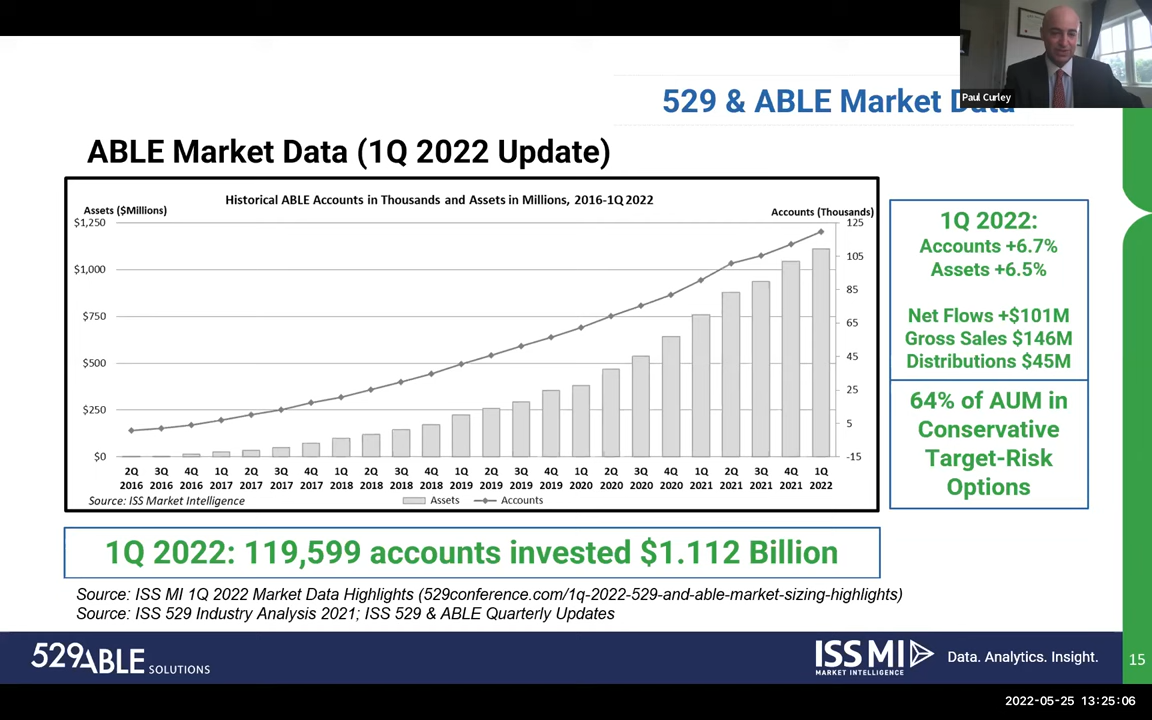 Paul Curley
529 & ABLE Market Data
ABLE Market Data (1Q 2022 Update)
Historical ABLE Accounts in Thousands and Assets in Millions, 2016-1Q 2022
Assets ($Millions)
Accounts (Thousands)
$1,250
$1,000
$750
$500
$250
$0
125
105
85
65
45
25
5
-15
2Q 3Q 4Q 1Q 2Q 3Q 4Q 1Q 2Q 3Q 4Q 1Q 2Q 3Q 4Q 1Q 2Q 3Q 4Q 1Q 2Q 3Q 4Q 1Q
2016 2016 2016 2017 2017 2017 2017 2018 2018 2018 2018 2019 2019 2019 2019 2020 2020 2020 2020 2021 2021 2021 2021 2022
Source: ISS Market Intelligence
Assets
Accounts
1Q 2022:
Accounts +6.7%
Assets +6.5%
Net Flows +$101M
Gross Sales $146M
Distributions $45M
64% of AUM in
Conservative
Target-Risk
Options
1Q 2022: 119,599 accounts invested $1.112 Billion
Source: ISS MI 1Q 2022 Market Data Highlights (529conference.com/1q-2022-529-and-able-market-sizing-highlights)
Source: ISS 529 Industry Analysis 2021; ISS 529 & ABLE Quarterly Updates
529 ABLE SOLUTIONS
ISS MI
MARKET INTELLIGENCE
Data. Analytics. Insight.
15
2022-05-25 13:25:06